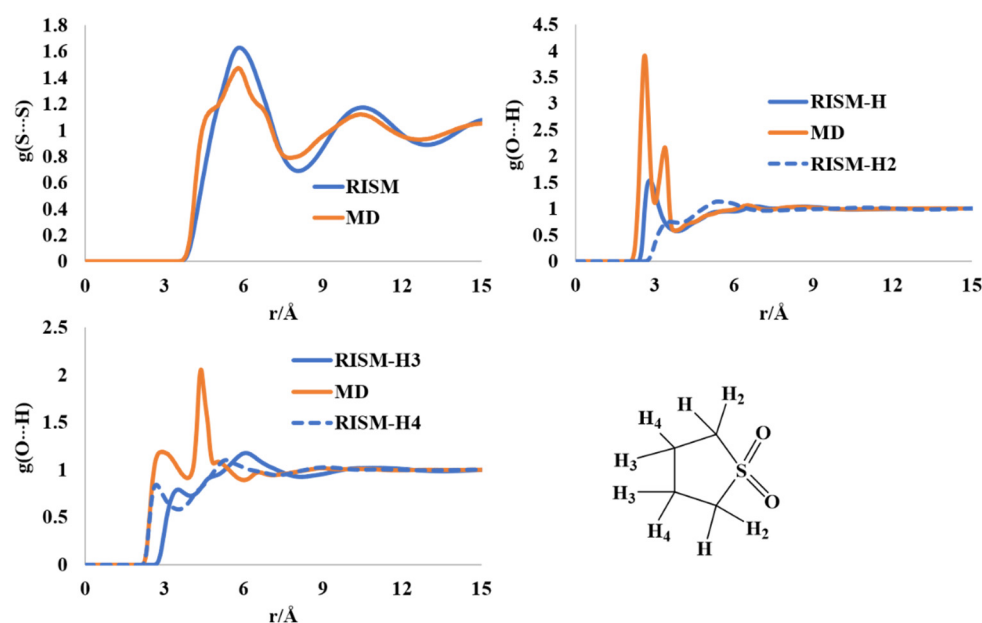 g(S···S)
1.8
1.6
1.4
1.2
1
0.8
0.6
0.4
0.2
0
RISM
MD
0 3 6 9 12 15
r/Å
g(O···H)
4.5
4
3.5
3
2.5
2
1.5
1
0.5
0
RISM-H
MD
RISM-H2
0 3 6 9 12 15
r/Å
g(O···H)
2.5
2
1.5
1
0.5
0
RISM-H3
MD
RISM-H4
0 3 6 9 12 15
r/Å
H H₂
H₄ O
H₃ S
H₃ O
H₄ H₂
H